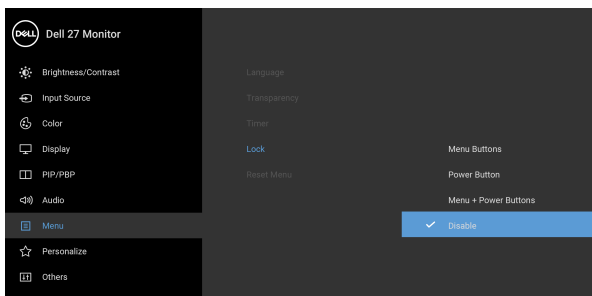 DELL Dell 27 Monitor
Brightness/Contrast
Language
Input Source
Transparency
Color
Timer
Display
Lock
Menu Buttons
PIP/PBP
Reset Menu
Power Button
Audio
Menu + Power Buttons
Menu
Disable
Personalize
Others